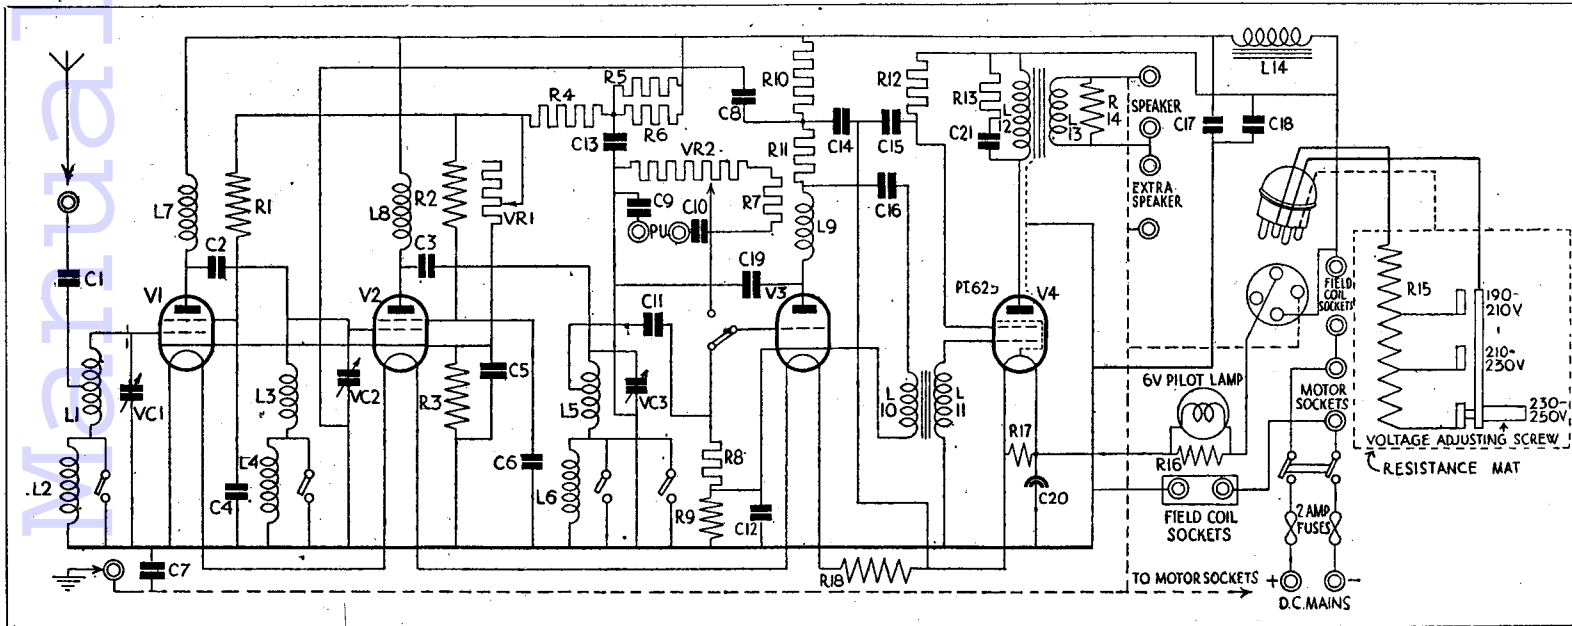 Manual
L14
R5
R4
R6
C13
C8
R10
R12
R13
L12
C21
L13
R14
SPEAKER
C17
C18
C14
C15
EXTRA-
SPEAKER
L7
R1
L8
R2
VR1
VR2
R11
C9
C10
R7
PU
C16
L9
C1
C2
C3
C19
V1
V2
C11
V3
V4
FIELD
COIL
SOCKETS
R15
190-
210V
210-
230V
230-
250V
L1
VC1
L3
VC2
R3
C5
L5
VC3
L10
L11
6V PILOT LAMP
MOTOR
SOCKETS
VOLTAGE ADJUSTING SCREW
RESISTANCE MAT
L2
L4
C4
C6
L6
R8
R9
C12
R17
C20
R16
FIELD COIL
SOCKETS
2 AMP
FUSES
C7
R18
TO MOTOR SOCKETS
+
-
D.C. MAINS